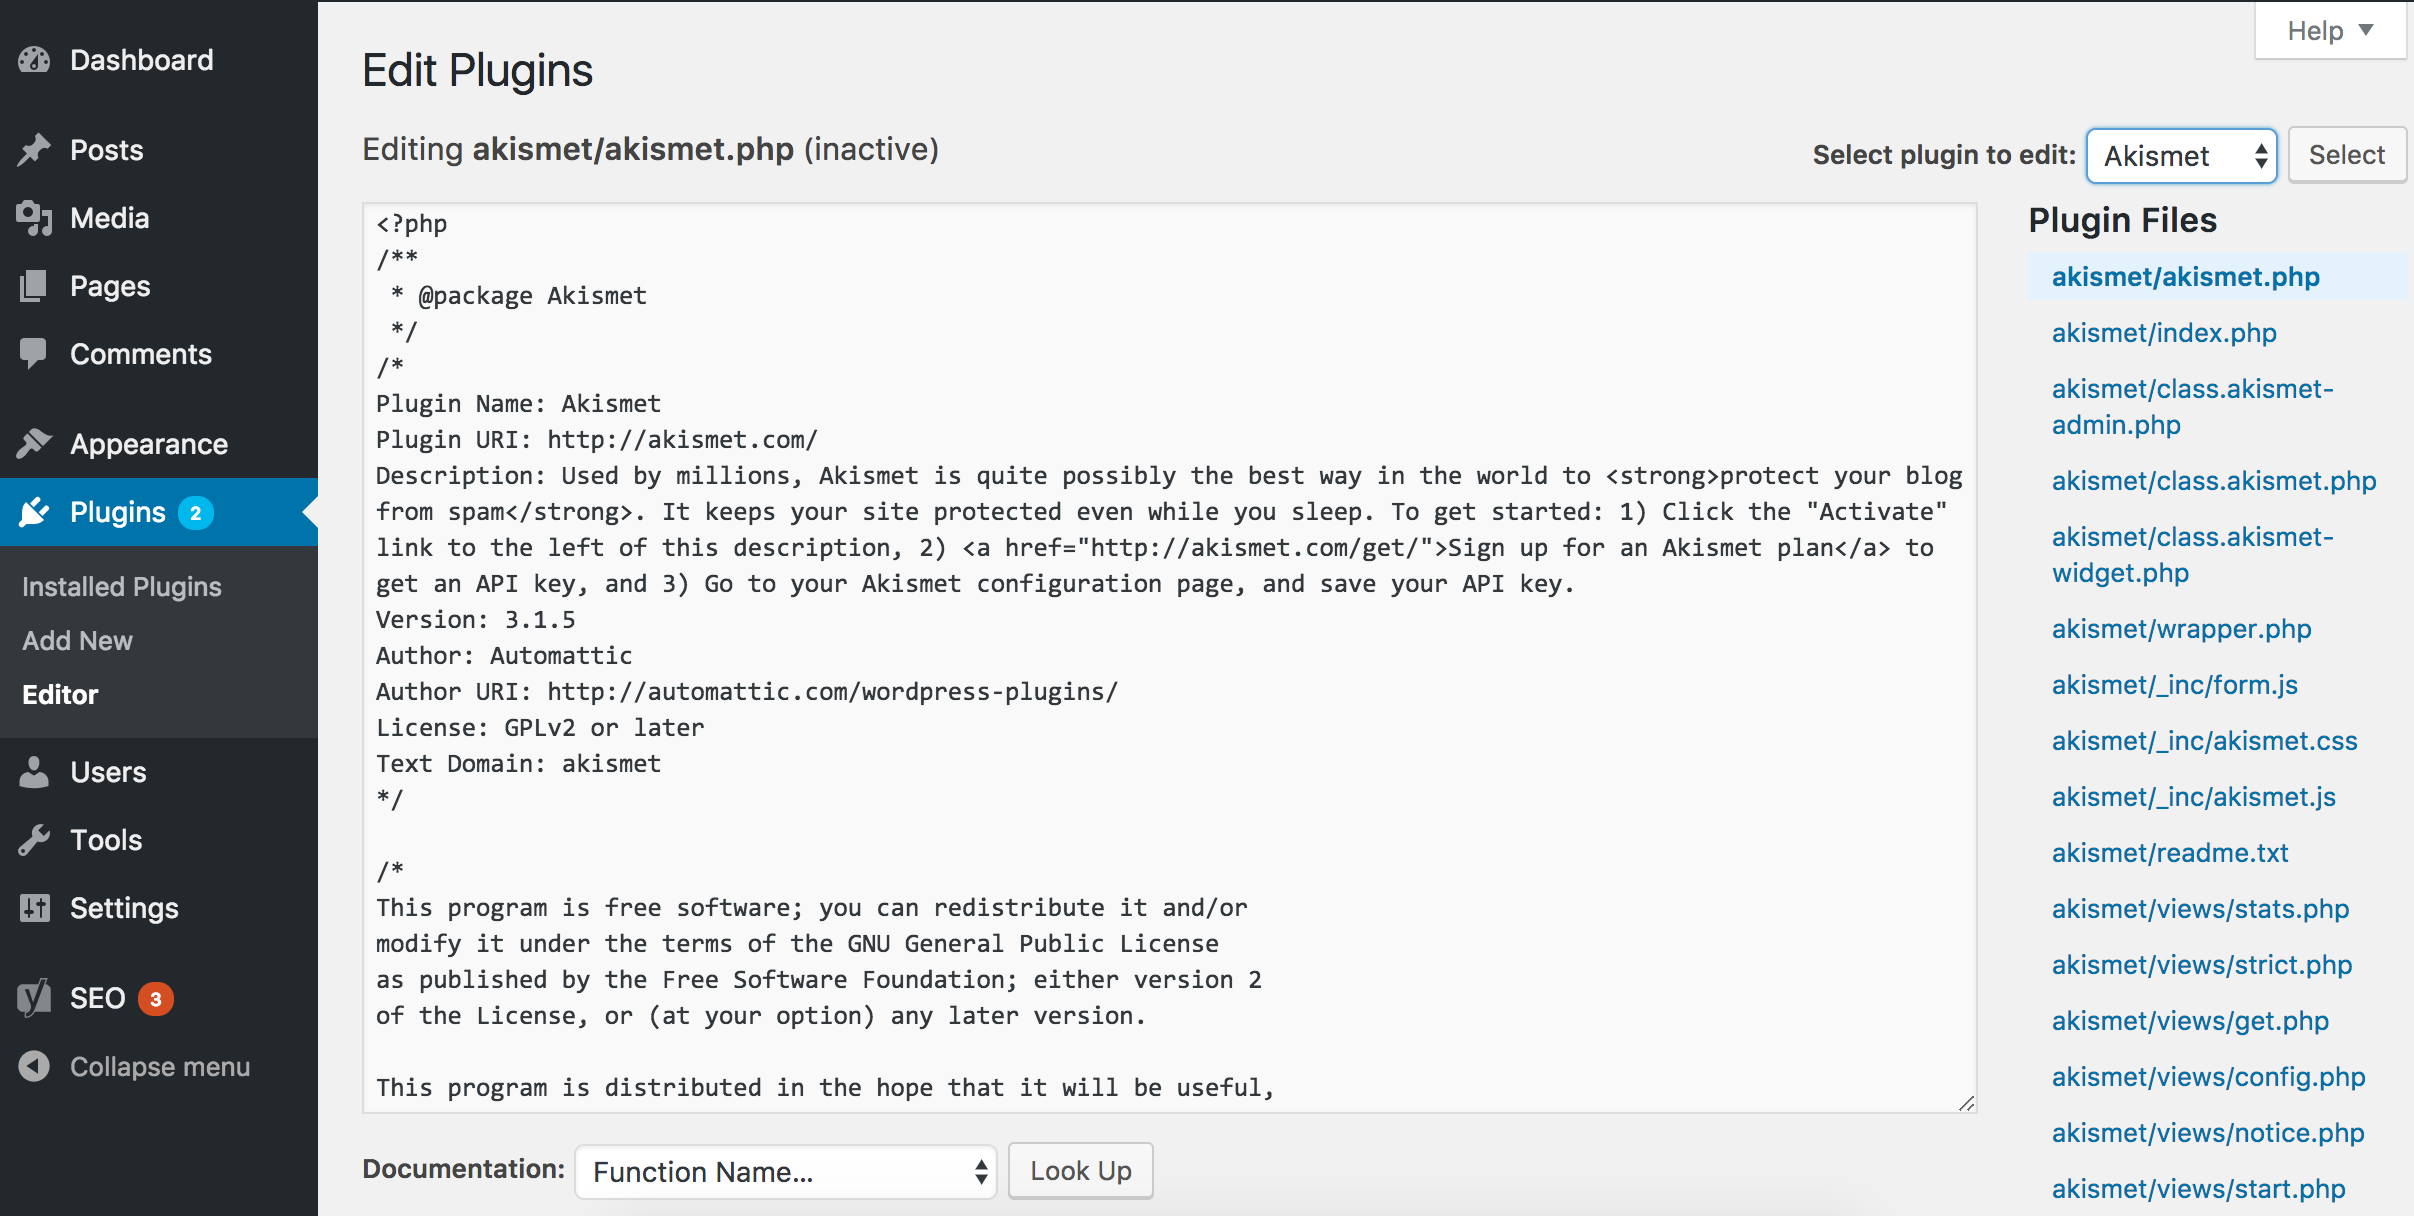 Dashboard
Posts
Media
Pages
Comments
Appearance
Plugins 2
Installed Plugins
Add New
Editor
Users
Tools
Settings
SEO 3
Collapse menu
Help
Edit Plugins
Editing akismet/akismet.php (inactive)
Select plugin to edit: Akismet Select
<?php
/**
 * @package Akismet
 */
/*
Plugin Name: Akismet
Plugin URI: http://akismet.com/
Description: Used by millions, Akismet is quite possibly the best way in the world to <strong>protect your blog
from spam</strong>. It keeps your site protected even while you sleep. To get started: 1) Click the "Activate"
link to the left of this description, 2) <a href="http://akismet.com/get/">Sign up for an Akismet plan</a> to
get an API key, and 3) Go to your Akismet configuration page, and save your API key.
Version: 3.1.5
Author: Automattic
Author URI: http://automattic.com/wordpress-plugins/
License: GPLv2 or later
Text Domain: akismet
*/
/*
This program is free software; you can redistribute it and/or
modify it under the terms of the GNU General Public License
as published by the Free Software Foundation; either version 2
of the License, or (at your option) any later version.
This program is distributed in the hope that it will be useful,
Documentation: Function Name... Look Up
Plugin Files
akismet/akismet.php
akismet/index.php
akismet/class.akismet-
admin.php
akismet/class.akismet.php
akismet/class.akismet-
widget.php
akismet/wrapper.php
akismet/_inc/form.js
akismet/_inc/akismet.css
akismet/_inc/akismet.js
akismet/readme.txt
akismet/views/stats.php
akismet/views/strict.php
akismet/views/get.php
akismet/views/config.php
akismet/views/notice.php
akismet/views/start.php